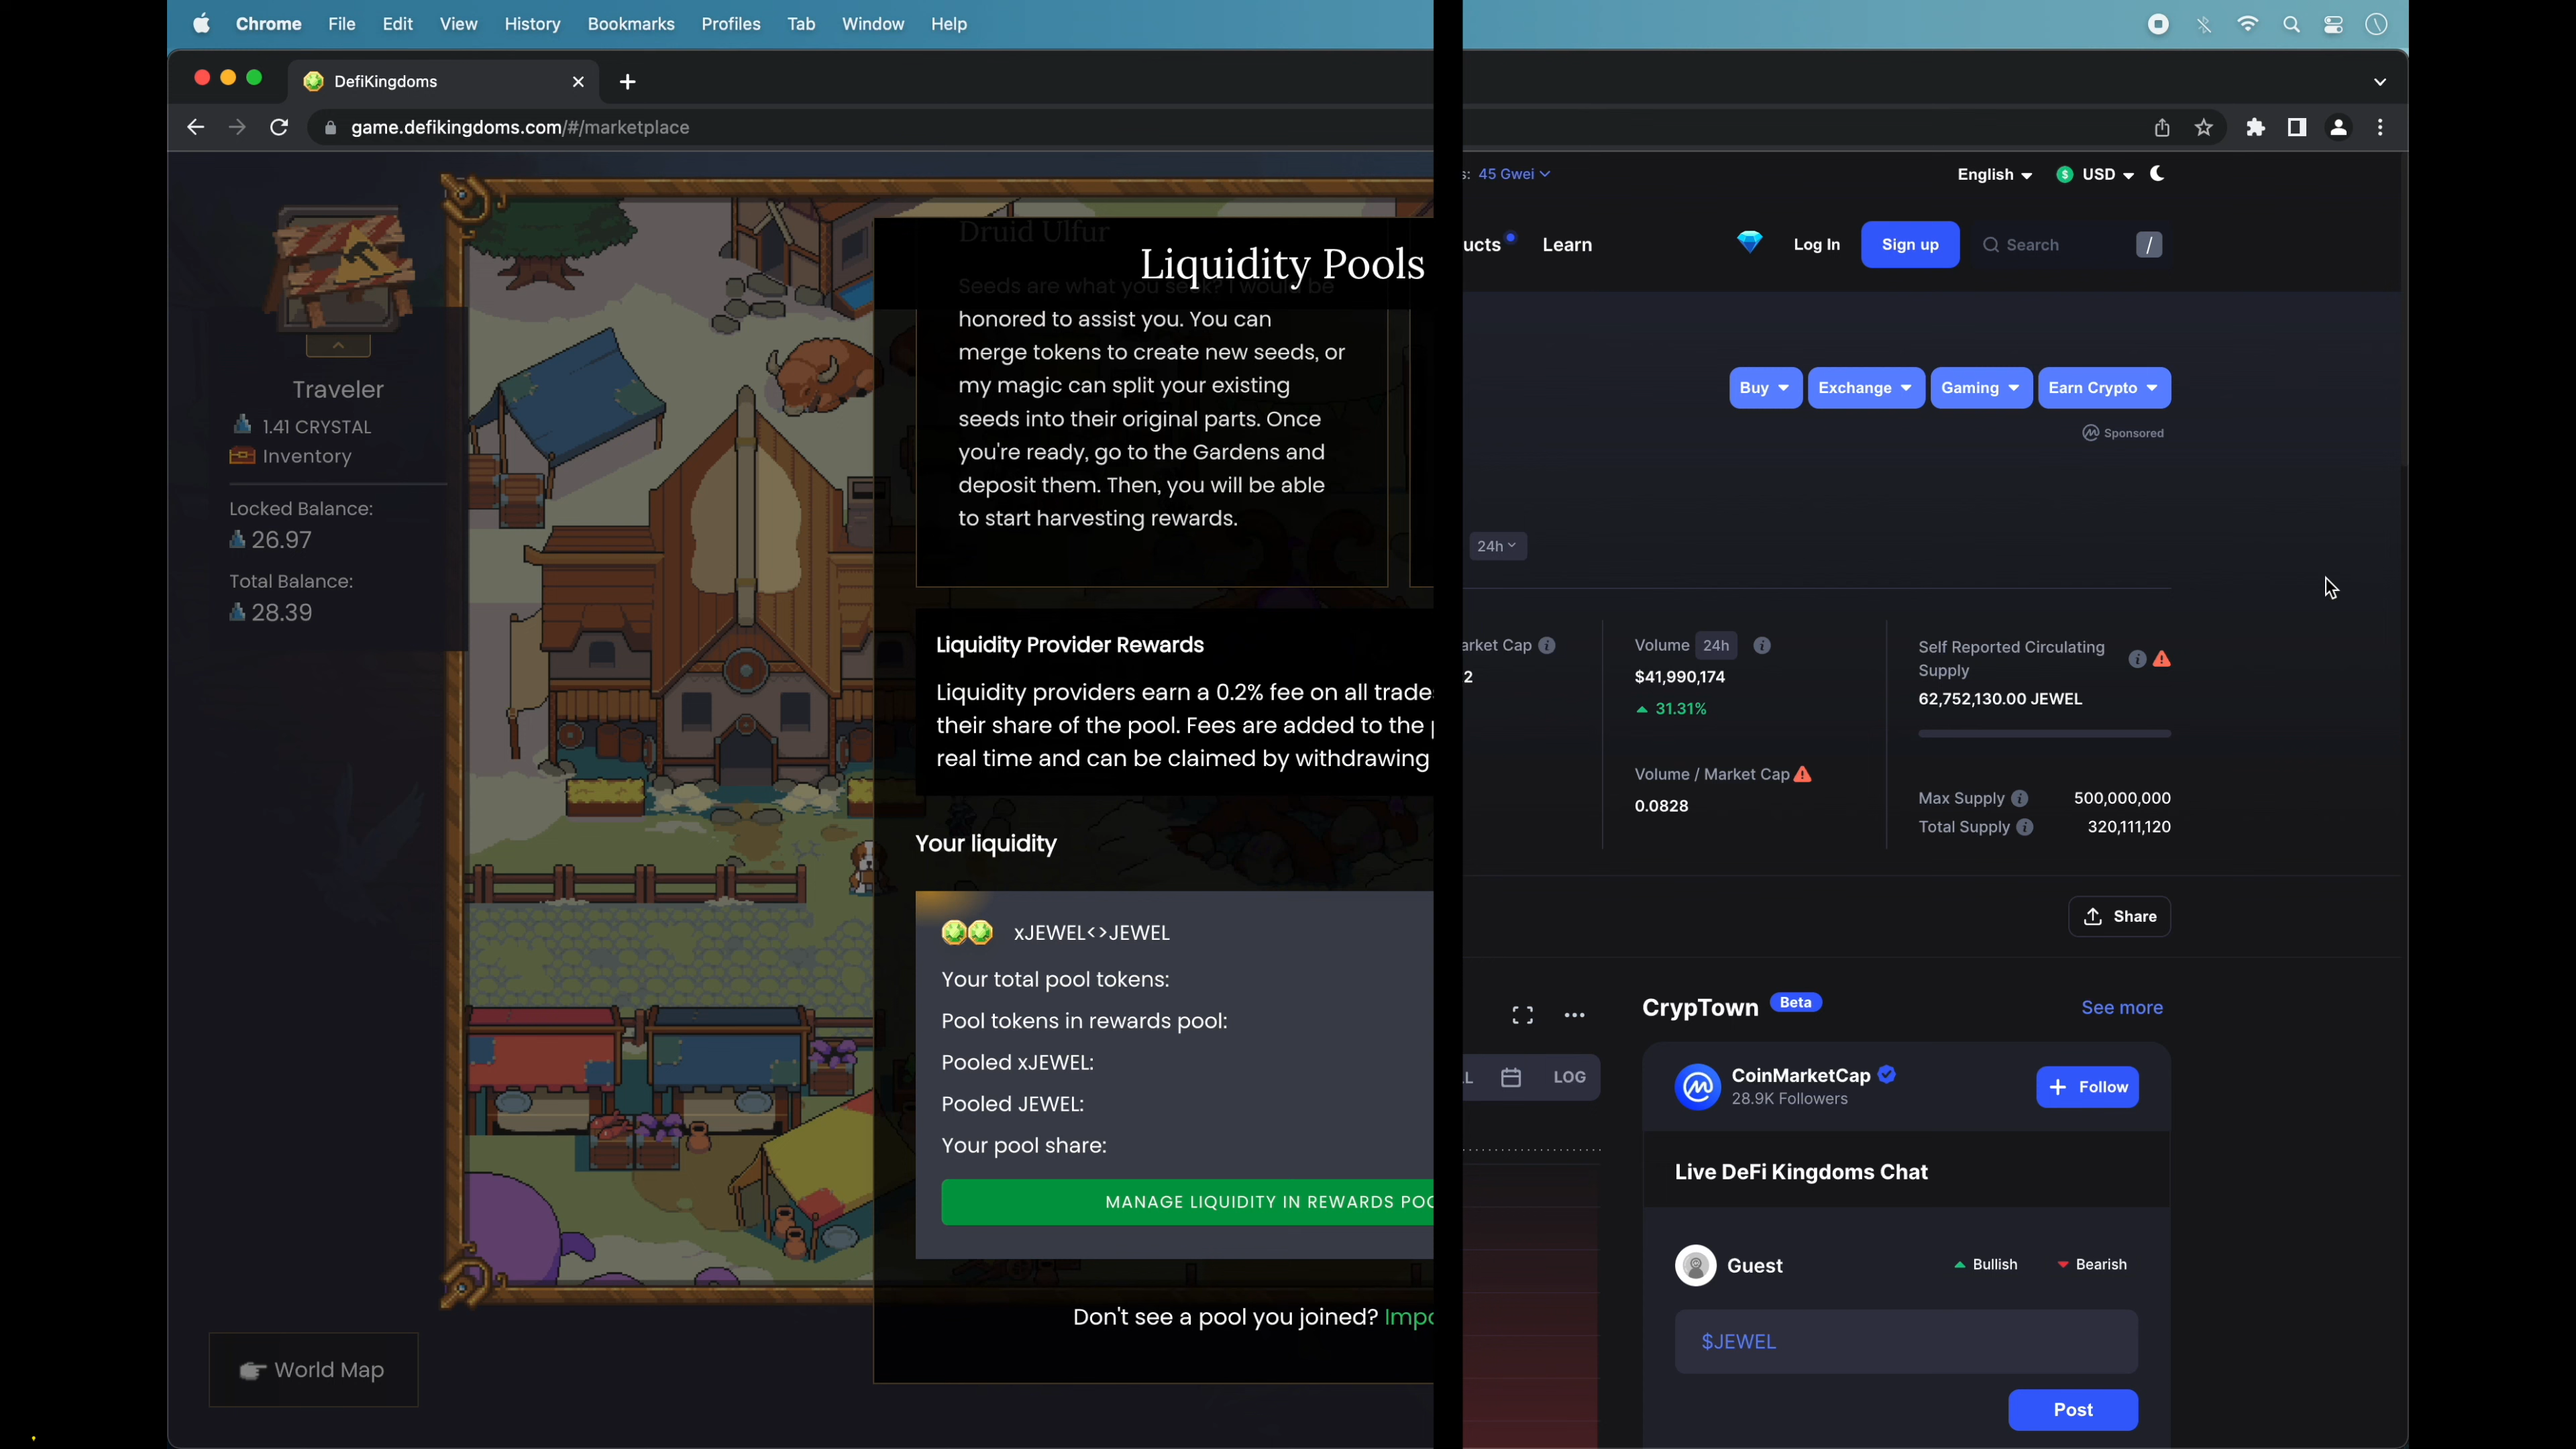 Chrome File Edit View History Bookmarks Profiles Tab Window Help
DefiKingdoms
game.defikingdoms.com/#/marketplace
Traveler
1.41 CRYSTAL
Inventory
Locked Balance:
26.97
Total Balance:
28.39
World Map
Druid Ulfur
Liquidity Pools
Seeds are what you seek? I would be
honored to assist you. You can
merge tokens to create new seeds, or
my magic can split your existing
seeds into their original parts. Once
you're ready, go to the Gardens and
deposit them. Then, you will be able
to start harvesting rewards.
Liquidity Provider Rewards
Liquidity providers earn a 0.2% fee on all trade
their share of the pool. Fees are added to the
real time and can be claimed by withdrawing
Your liquidity
xJEWEL<>JEWEL
Your total pool tokens:
Pool tokens in rewards pool:
Pooled xJEWEL:
Pooled JEWEL:
Your pool share:
MANAGE LIQUIDITY IN REWARDS POO
Don't see a pool you joined? Impo
s: 45 Gwei
English USD
ucts Learn
Log In Sign up Search /
Buy Exchange Gaming Earn Crypto
Sponsored
24h
arket Cap
2
Volume 24h
$41,990,174
31.31%
Volume / Market Cap
0.0828
Self Reported Circulating
Supply
62,752,130.00 JEWEL
Max Supply 500,000,000
Total Supply 320,111,120
Share
LOG
CrypTown Beta See more
CoinMarketCap
28.9K Followers
+ Follow
Live DeFi Kingdoms Chat
Guest Bullish Bearish
$JEWEL
Post